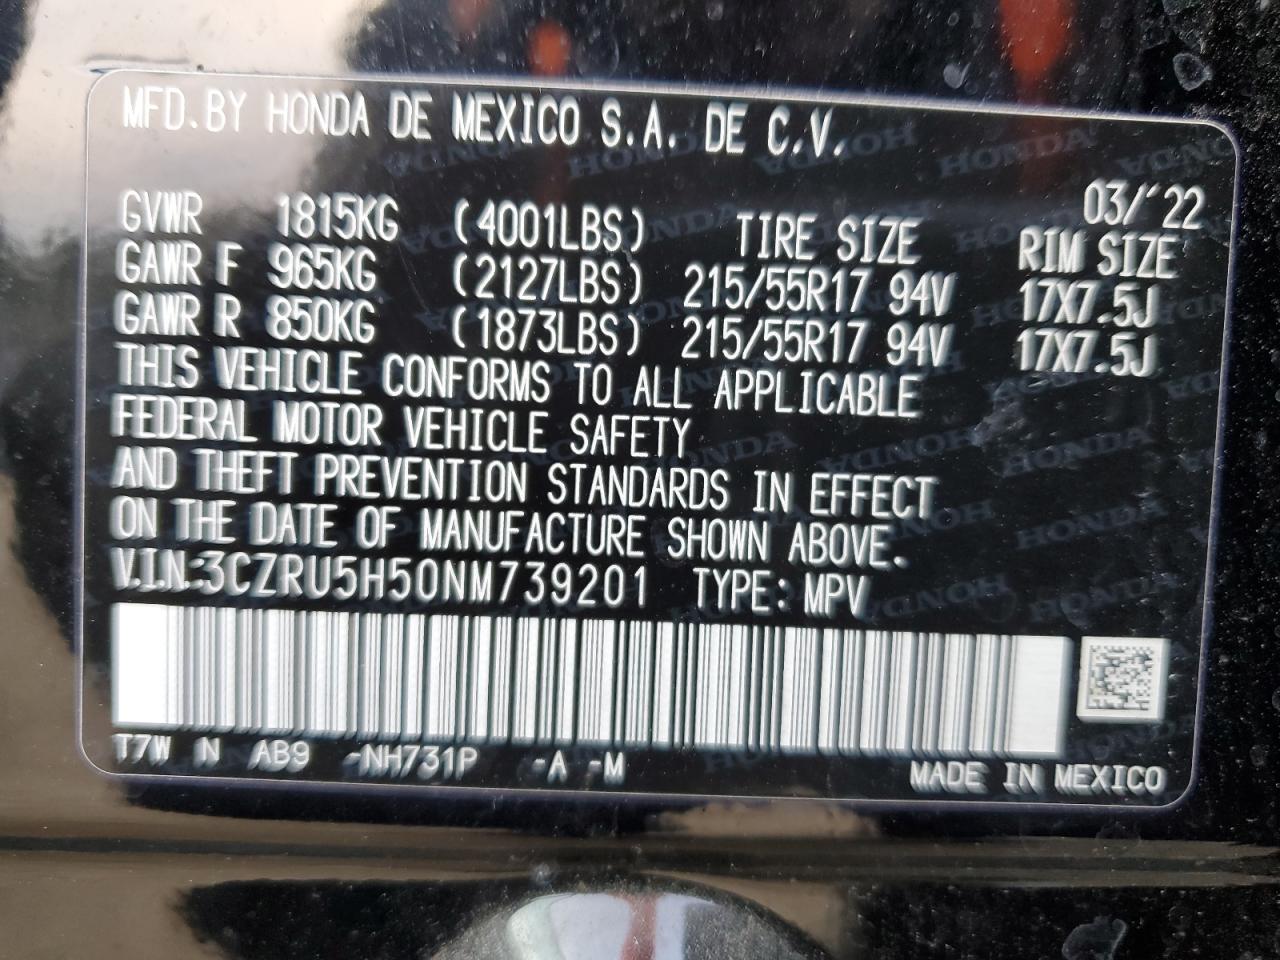 MFD.BY HONDA DE MEXICO S.A. DE C.V.
03/'22
GVWR 1815KG (4001LBS) TIRE SIZE RIM SIZE
GAWR F 965KG (2127LBS) 215/55R17 94V 17X7.5J
GAWR R 850KG (1873LBS) 215/55R17 94V 17X7.5J
THIS VEHICLE CONFORMS TO ALL APPLICABLE
FEDERAL MOTOR VEHICLE SAFETY
AND THEFT PREVENTION STANDARDS IN EFFECT
ON THE DATE OF MANUFACTURE SHOWN ABOVE.
V.I.N.:3CZRU5H50NM739201 TYPE: MPV
T7W N AB9 -NH731P -A -M
MADE IN MEXICO